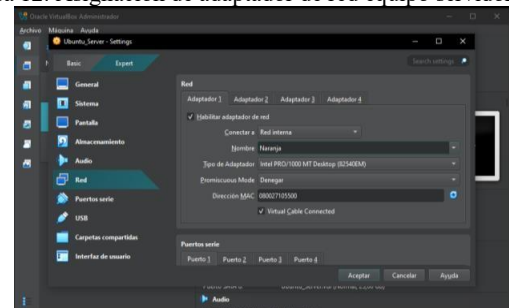 Oracle VirtualBox Administrador
Archivo Máquina Ayuda
Ubuntu_Server - Settings
Basic Expert
Search settings
General
Sistema
Pantalla
Almacenamiento
Audio
Red
Puertos serie
USB
Carpetas compartidas
Interfaz de usuario
Red
Adaptador 1 Adaptador 2 Adaptador 3 Adaptador 4
Habilitar adaptador de red
Conectar a Red interna
Nombre Naranja
Tipo de Adaptador Intel PRO/1000 MT Desktop (82540EM)
Promiscuous Mode Denegar
Dirección MAC 080027105500
Virtual Cable Connected
Puertos serie
Puerto 1 Puerto 2 Puerto 3 Puerto 4
Aceptar Cancelar Ayuda
Audio